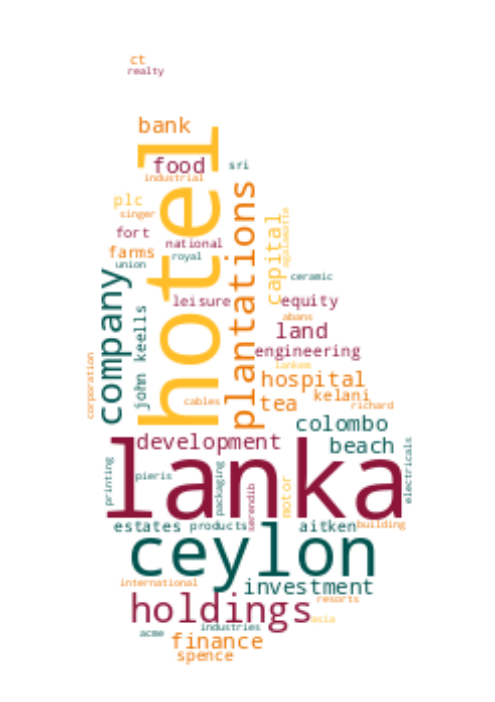 ct
realty
bank
hotel
food
sri
industrial
plantations
plc
singer
capital
agalawatte
fort
national
farms
royal
union
company
ceramic
leisure
equity
john keells
abans
land
engineering
corporation
lankem
hospital
kelani
cables
tea
richard
colombo
development
beach
lanka
electricals
printing
pieris
packaging
serendib
motor
estates
products
aitken
building
ceylon
international
investment
holdings
resorts
asia
industries
acme
finance
spence